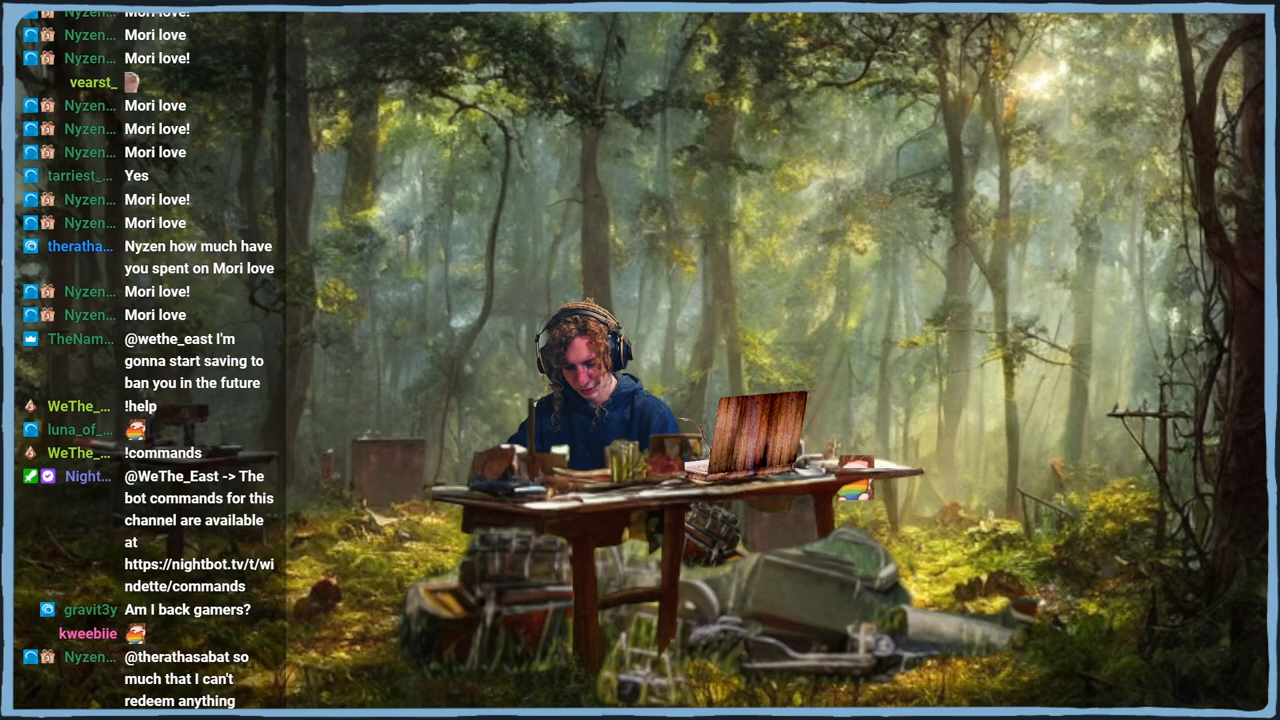 Nyzen... Mori love!
Nyzen... Mori love
Nyzen... Mori love!
vearst_
Nyzen... Mori love
Nyzen... Mori love!
Nyzen... Mori love
tarriest_... Yes
Nyzen... Mori love!
Nyzen... Mori love
theratha... Nyzen how much have
you spent on Mori love
Nyzen... Mori love!
Nyzen... Mori love
TheNam... @wethe_east I'm
gonna start saving to
ban you in the future
WeThe_... !help
luna_of_...
WeThe_... !commands
Night... @WeThe_East -> The
bot commands for this
channel are available
at
https://nightbot.tv/t/wi
ndette/commands
gravit3y Am I back gamers?
kweebiie
Nyzen... @therathasabat so
much that I can't
redeem anything